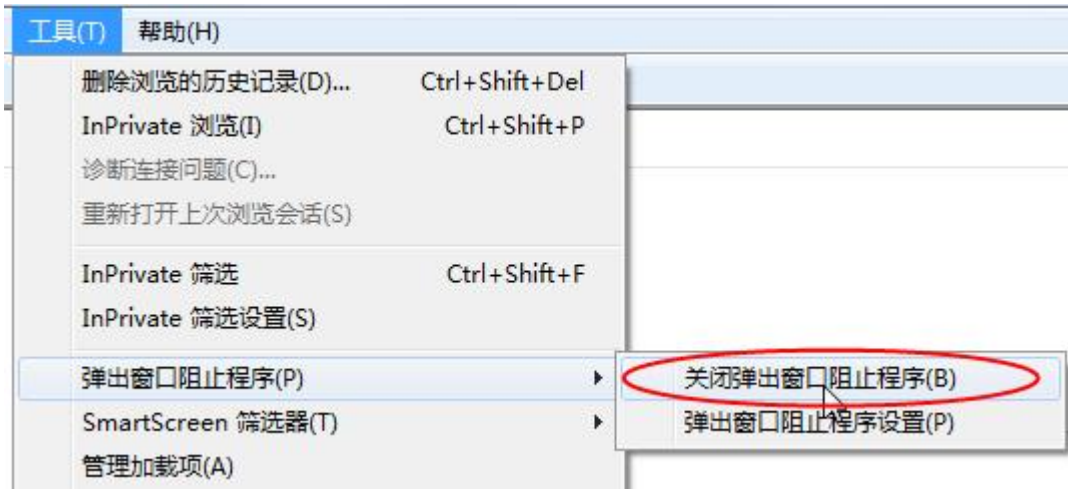 工具(T) 帮助(H)
删除浏览的历史记录(D)... Ctrl+Shift+Del
InPrivate 浏览(I) Ctrl+Shift+P
诊断连接问题(C)...
重新打开上次浏览会话(S)
InPrivate 筛选 Ctrl+Shift+F
InPrivate 筛选设置(S)
弹出窗口阻止程序(P) 关闭弹出窗口阻止程序(B)
SmartScreen 筛选器(T) 弹出窗口阻止程序设置(P)
管理加载项(A)